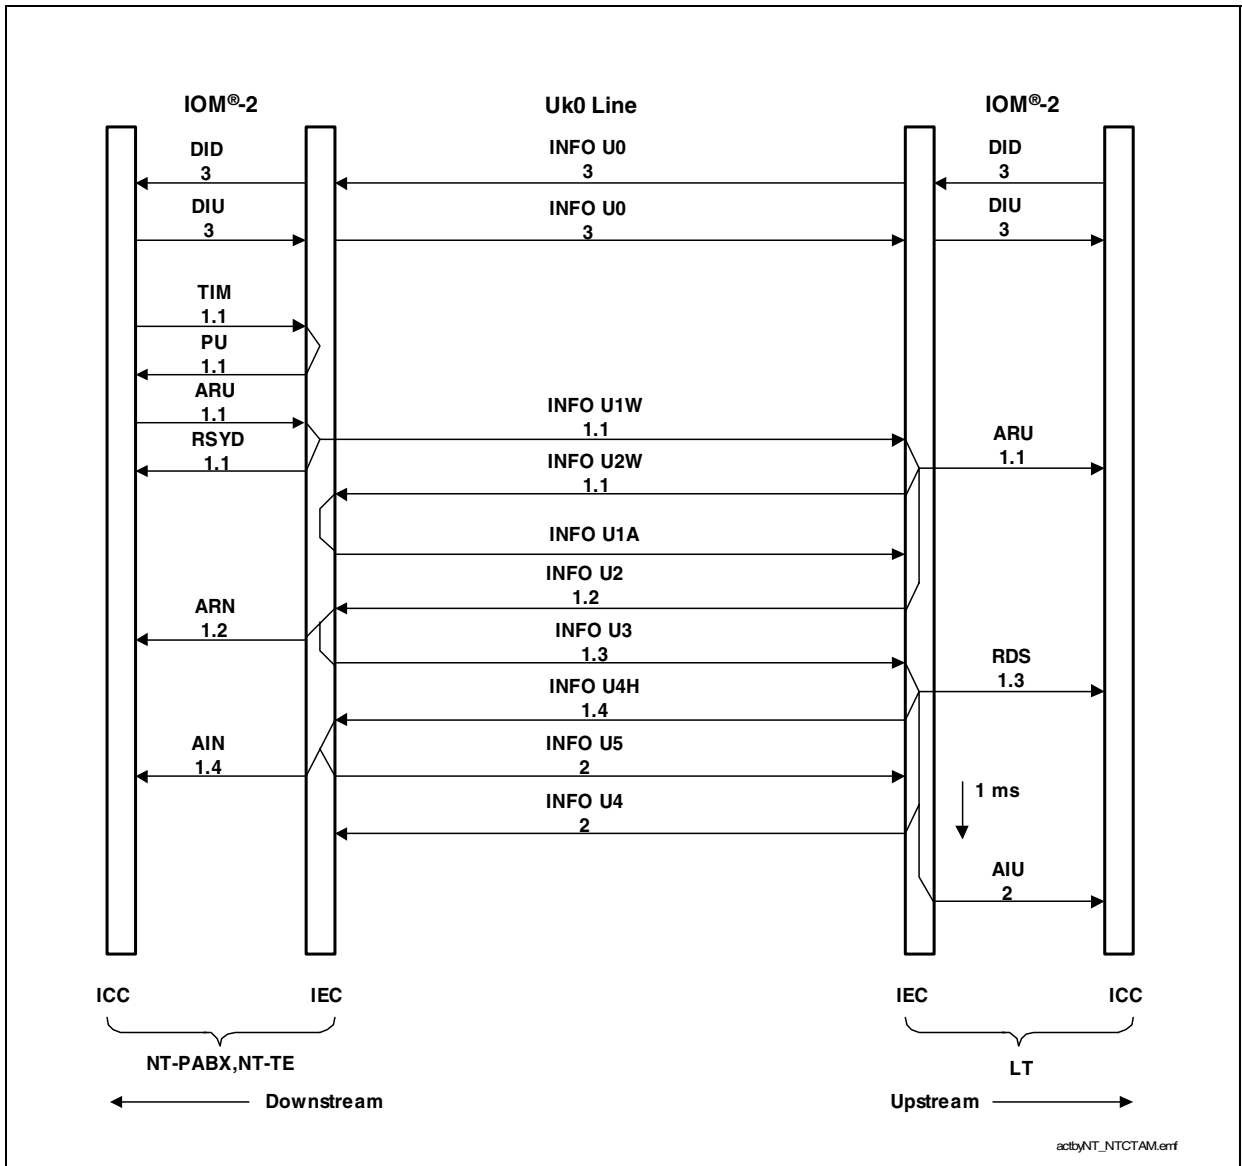 IOM®-2 Uk0 Line IOM®-2
DID INFO U0 DID
3 3 3
DIU INFO U0 DIU
3 3 3
TIM
1.1
PU
1.1
ARU INFO U1W
1.1 1.1 ARU
RSYD INFO U2W 1.1
1.1 1.1
INFO U1A
INFO U2
1.2
ARN INFO U3
1.2 1.3 RDS
INFO U4H 1.3
1.4
AIN INFO U5
1.4 2
INFO U4 1 ms
2
AIU
2
ICC IEC IEC ICC
NT-PABX,NT-TE LT
Downstream Upstream
actbyNT_NTCTAM.emf